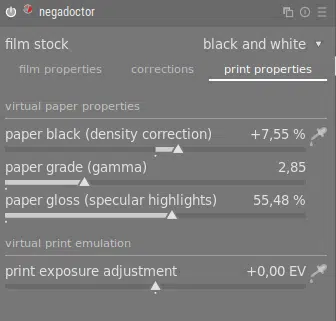 negadoctor
film stock black and white
film properties corrections print properties
virtual paper properties
paper black (density correction) +7,55 %
paper grade (gamma) 2,85
paper gloss (specular highlights) 55,48 %
virtual print emulation
print exposure adjustment +0,00 EV